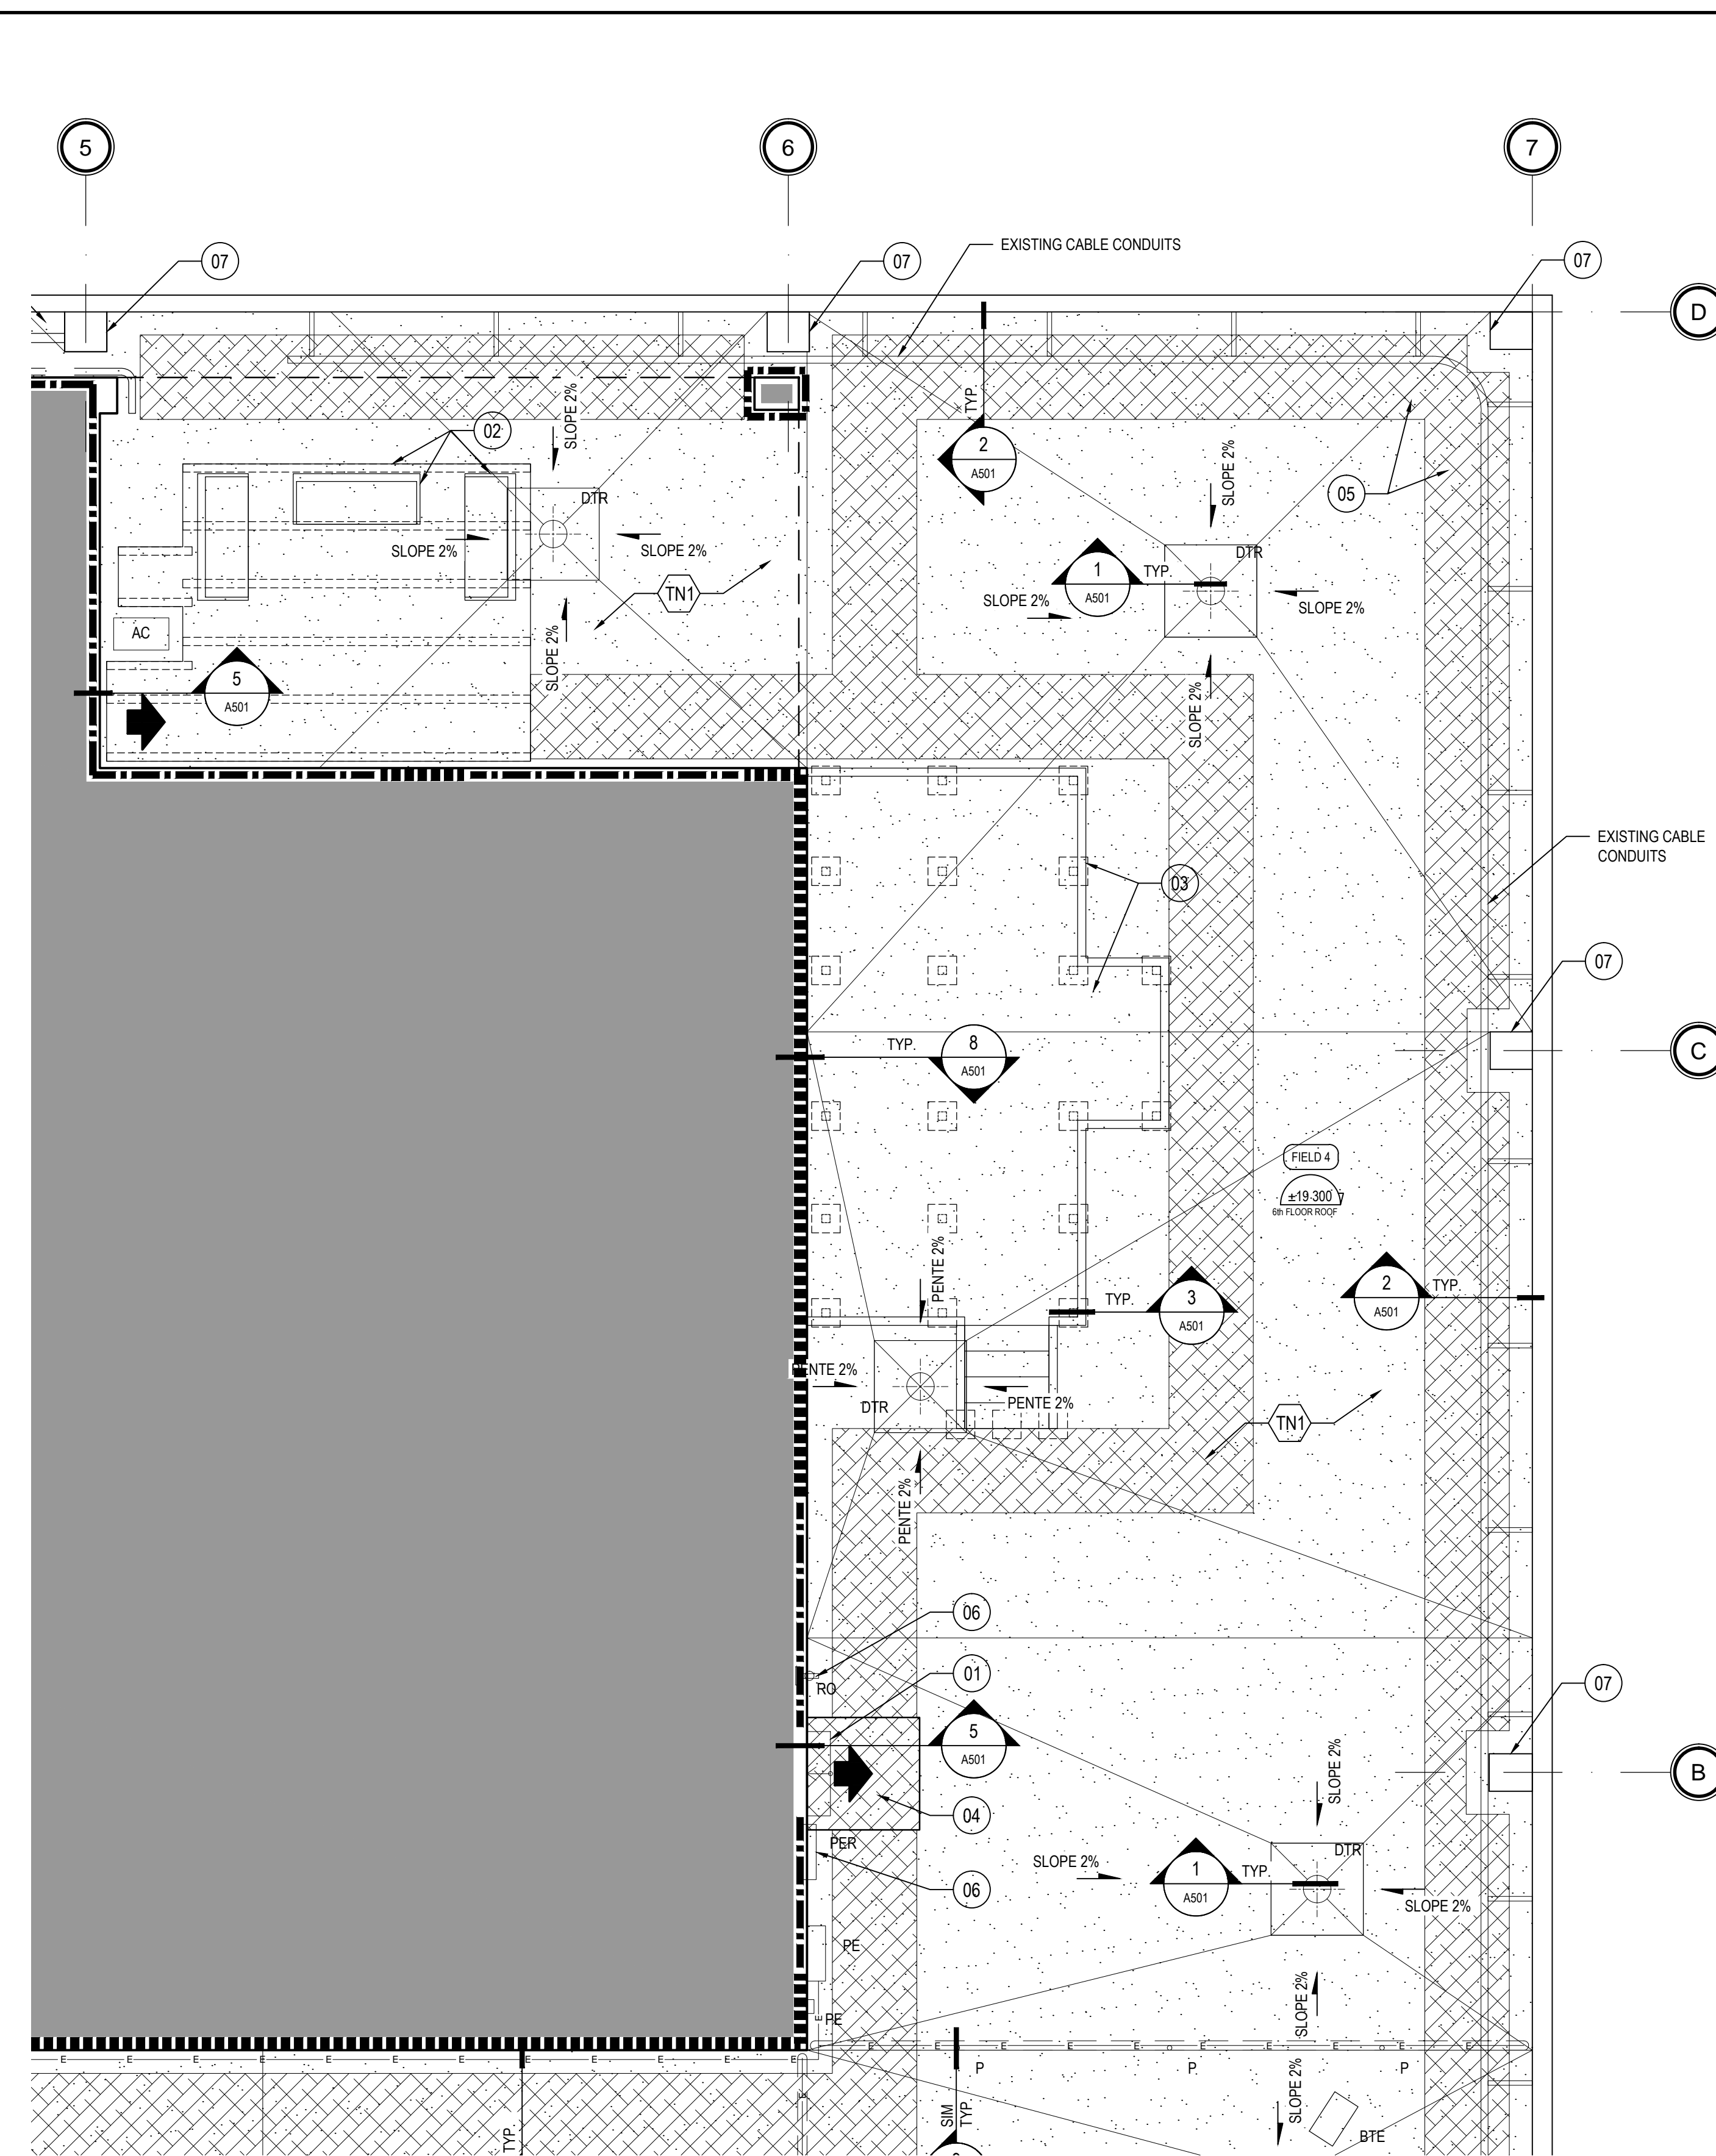 5
6
7
07
07
EXISTING CABLE CONDUITS
07
D
02
SLOPE 2%
TYP.
2
A501
SLOPE 2%
05
DTR
SLOPE 2%
SLOPE 2%
TN1
AC
SLOPE 2%
5
A501
DTR
1
A501
TYP.
SLOPE 2%
SLOPE 2%
SLOPE 2%
EXISTING CABLE
CONDUITS
03
07
TYP.
8
A501
C
FIELD 4
±19 300
6th FLOOR ROOF
PENTE 2%
TYP.
3
A501
2
A501
TYP.
PENTE 2%
DTR
PENTE 2%
TN1
PENTE 2%
06
01
RO
07
5
A501
SLOPE 2%
B
04
PER
DTR
SLOPE 2%
1
A501
TYP.
06
SLOPE 2%
PE
SLOPE 2%
PE
E
E E E E E E E E E E E E
E E E E E E E E E E
P P P
E
SLOPE 2%
SIM
TYP.
TYP.
BTE